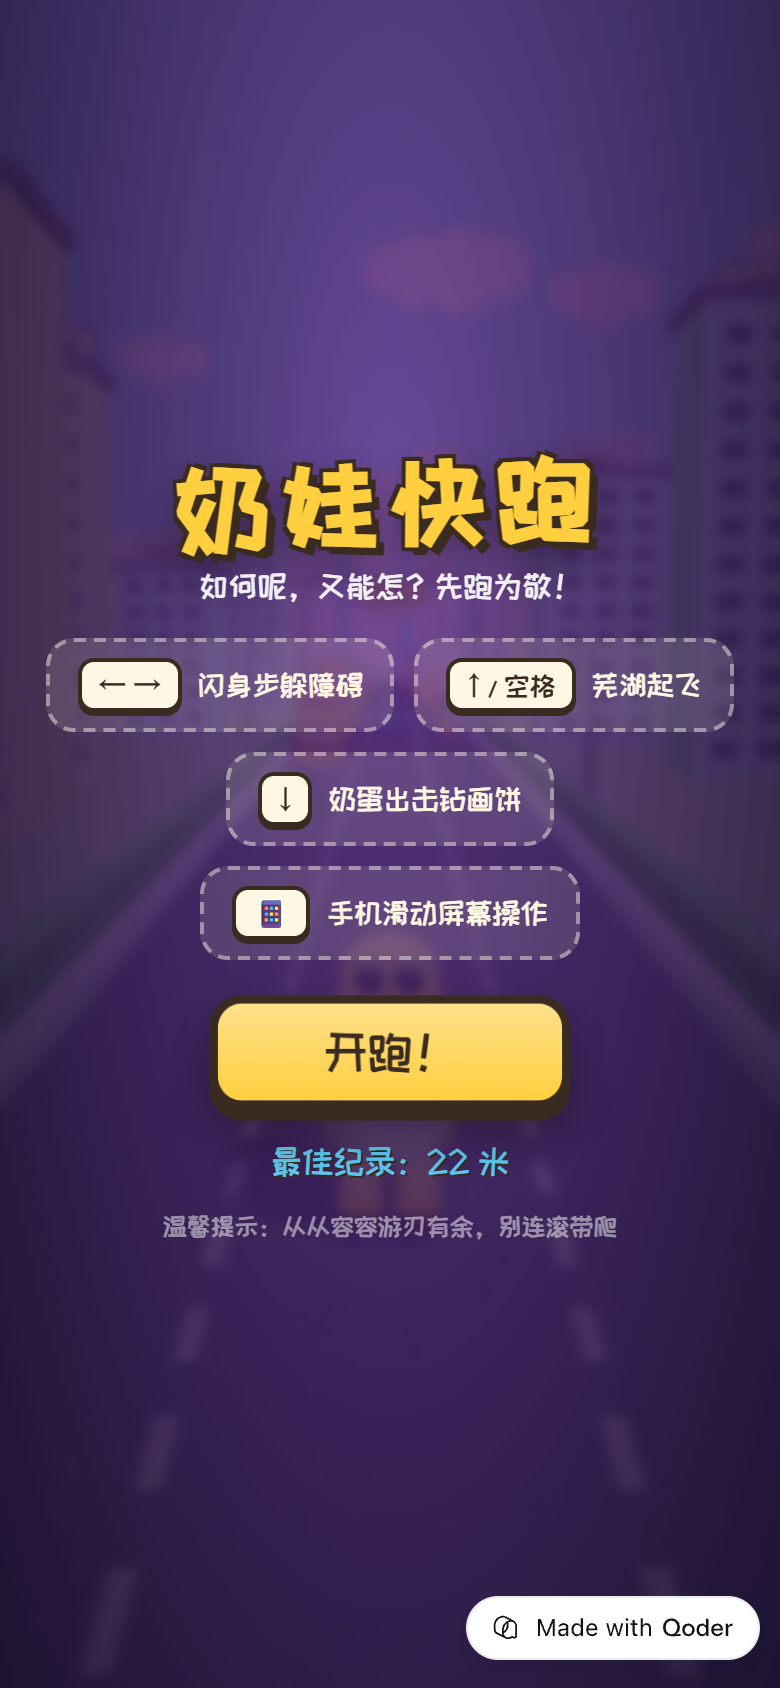 奶娃快跑
如何呢，又能怎？先跑为敬！
←→ 闪身步躲障碍
↑ / 空格 芜湖起飞
↓ 奶蛋出击钻画饼
手机滑动屏幕操作
开跑！
最佳纪录：22 米
温馨提示：从从容容游刃有余，别连滚带爬
Made with Qoder